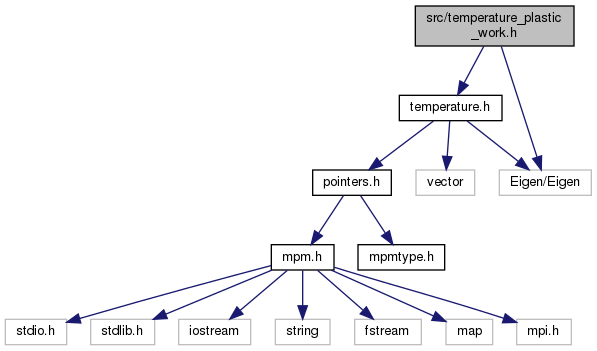 src/temperature_plastic
_work.h
temperature.h
pointers.h
vector
Eigen/Eigen
mpm.h
mpmtype.h
stdio.h
stdlib.h
iostream
string
fstream
map
mpi.h